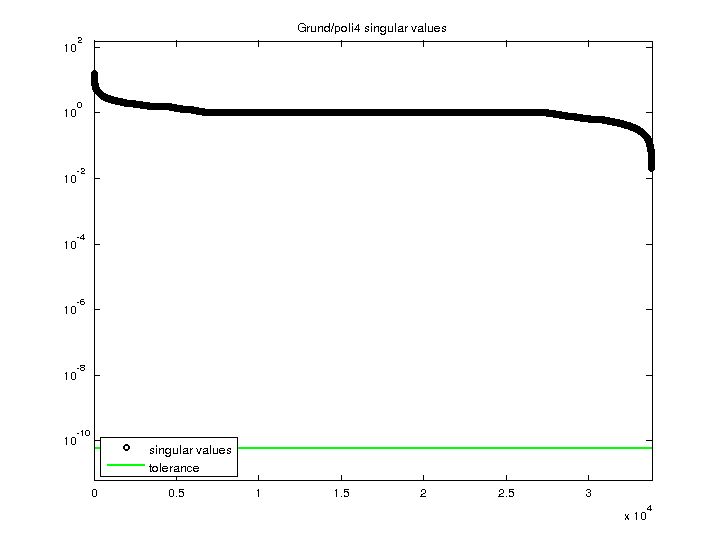 Grund/poli4 singular values
10^2
10^0
10^-2
10^-4
10^-6
10^-8
10^-10
singular values
tolerance
0 0.5 1 1.5 2 2.5 3
x 10^4